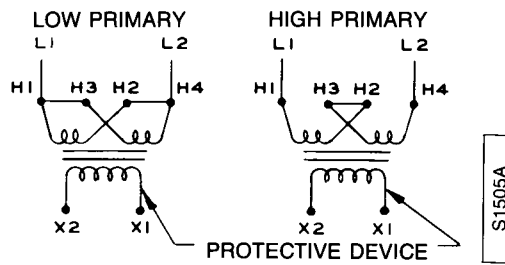 LOW PRIMARY HIGH PRIMARY
L1 L2 L1 L2
H1 H3 H2 H4 H1 H3 H2 H4
X2 X1 X2 X1
PROTECTIVE DEVICE
S1505A